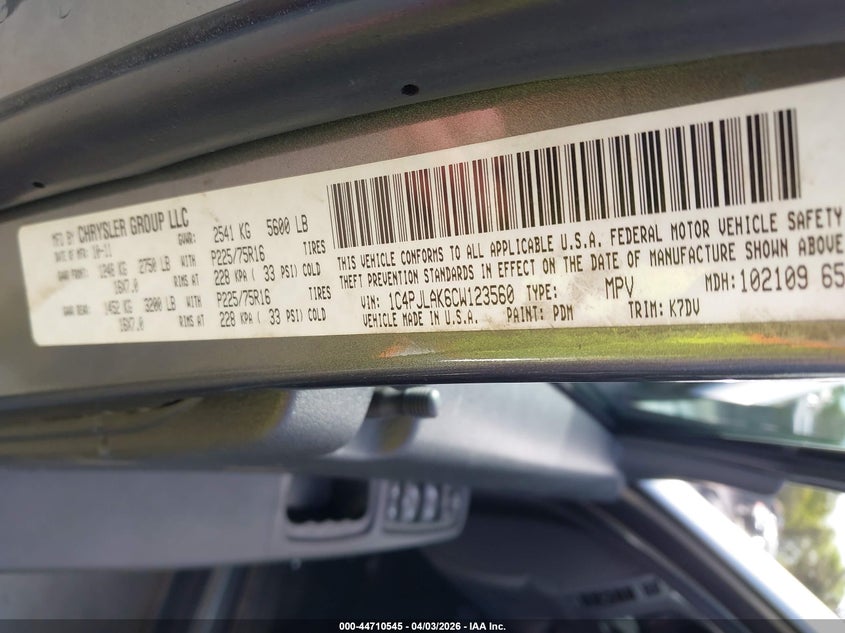 MFD BY CHRYSLER GROUP LLC
DATE OF MFR 10-11 GVWR: 2541 KG 5600 LB
GAWR FRONT: 1248 KG 2750 LB P225/75R16 TIRES
16X7.0 RIMS AT 228 KPA ( 33 PSI) COLD
GAWR REAR: 1452 KG 3200 LB P225/75R16 TIRES
16X7.0 RIMS AT 228 KPA ( 33 PSI) COLD
THIS VEHICLE CONFORMS TO ALL APPLICABLE U.S.A. FEDERAL MOTOR VEHICLE SAFETY
THEFT PREVENTION STANDARDS IN EFFECT ON THE DATE OF MANUFACTURE SHOWN ABOVE
VIN: 1C4PJLAK6CW123560 TYPE: MPV MDH: 102109 65
VEHICLE MADE IN U.S.A. PAINT: PDM TRIM: K7DV
000-44710545 - 04/03/2026 - IAA Inc.